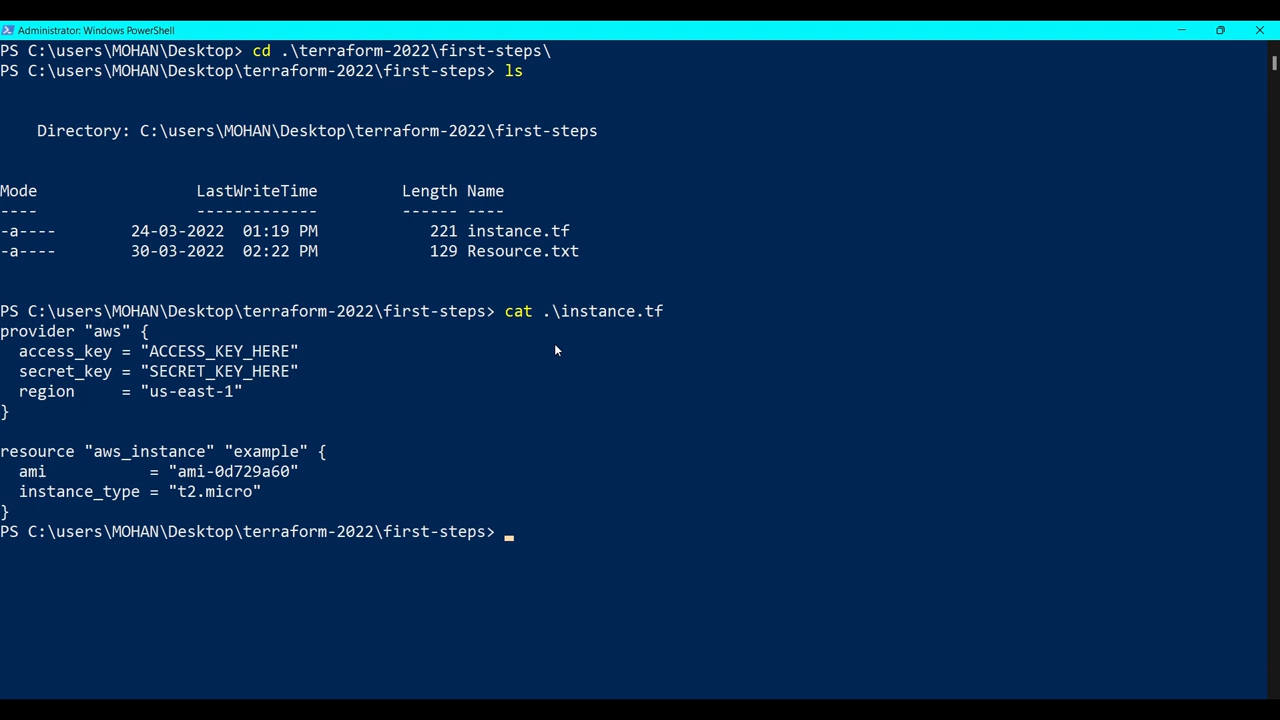 Administrator: Windows PowerShell
PS C:\users\MOHAN\Desktop> cd .\terraform-2022\first-steps\
PS C:\users\MOHAN\Desktop\terraform-2022\first-steps> ls
    Directory: C:\users\MOHAN\Desktop\terraform-2022\first-steps
Mode                 LastWriteTime         Length Name
----                 -------------         ------ ----
-a----        24-03-2022  01:19 PM            221 instance.tf
-a----        30-03-2022  02:22 PM            129 Resource.txt
PS C:\users\MOHAN\Desktop\terraform-2022\first-steps> cat .\instance.tf
provider "aws" {
  access_key = "ACCESS_KEY_HERE"
  secret_key = "SECRET_KEY_HERE"
  region     = "us-east-1"
}
resource "aws_instance" "example" {
  ami           = "ami-0d729a60"
  instance_type = "t2.micro"
}
PS C:\users\MOHAN\Desktop\terraform-2022\first-steps>